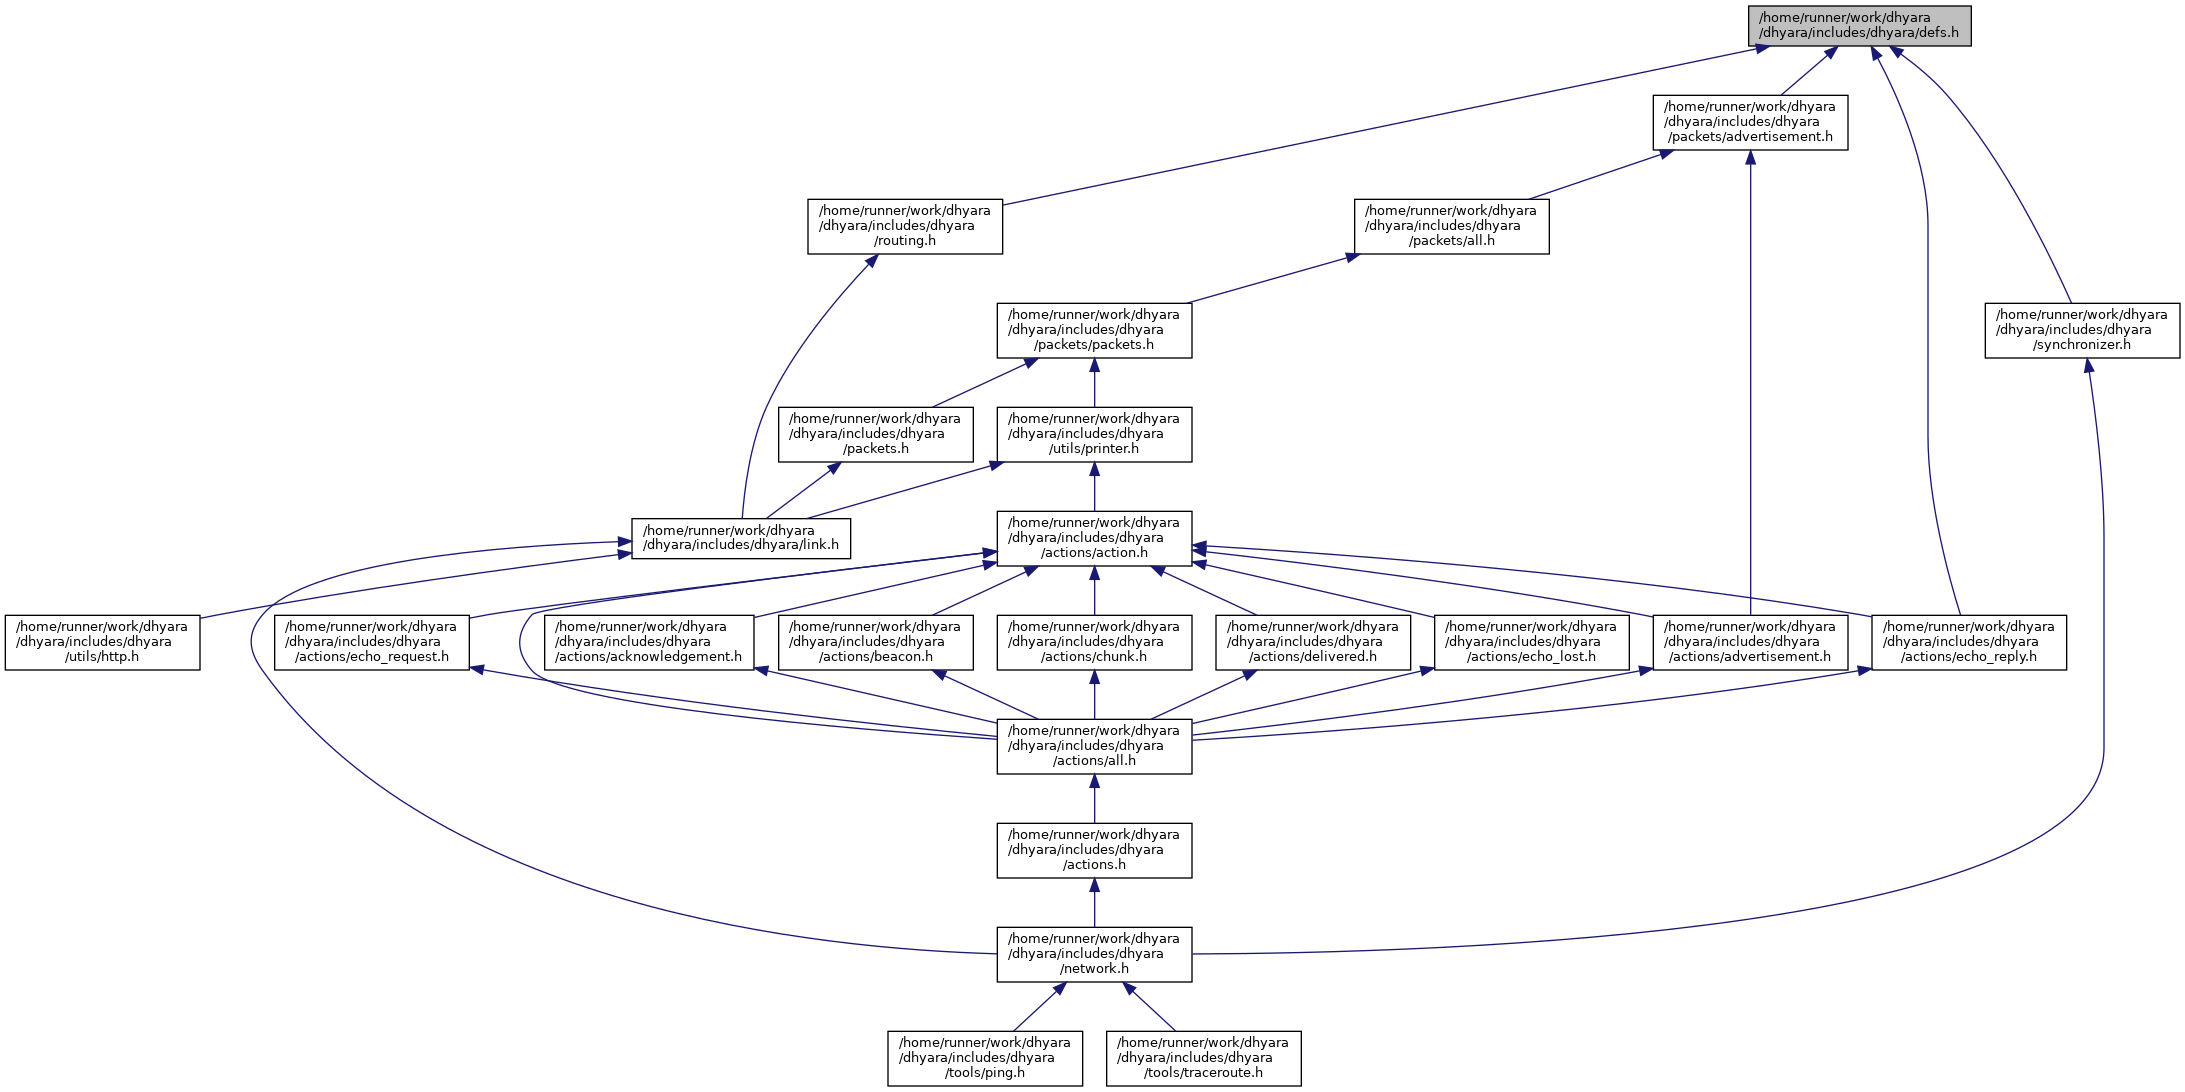 /home/runner/work/dhyara
/dhyara/includes/dhyara/defs.h
/home/runner/work/dhyara
/dhyara/includes/dhyara
/packets/advertisement.h
/home/runner/work/dhyara
/dhyara/includes/dhyara
/routing.h
/home/runner/work/dhyara
/dhyara/includes/dhyara
/packets/all.h
/home/runner/work/dhyara
/dhyara/includes/dhyara
/packets/packets.h
/home/runner/work/dhyara
/dhyara/includes/dhyara
/synchronizer.h
/home/runner/work/dhyara
/dhyara/includes/dhyara
/packets.h
/home/runner/work/dhyara
/dhyara/includes/dhyara
/utils/printer.h
/home/runner/work/dhyara
/dhyara/includes/dhyara/link.h
/home/runner/work/dhyara
/dhyara/includes/dhyara
/actions/action.h
/home/runner/work/dhyara
/dhyara/includes/dhyara
/utils/http.h
/home/runner/work/dhyara
/dhyara/includes/dhyara
/actions/echo_request.h
/home/runner/work/dhyara
/dhyara/includes/dhyara
/actions/acknowledgement.h
/home/runner/work/dhyara
/dhyara/includes/dhyara
/actions/beacon.h
/home/runner/work/dhyara
/dhyara/includes/dhyara
/actions/chunk.h
/home/runner/work/dhyara
/dhyara/includes/dhyara
/actions/delivered.h
/home/runner/work/dhyara
/dhyara/includes/dhyara
/actions/echo_lost.h
/home/runner/work/dhyara
/dhyara/includes/dhyara
/actions/advertisement.h
/home/runner/work/dhyara
/dhyara/includes/dhyara
/actions/echo_reply.h
/home/runner/work/dhyara
/dhyara/includes/dhyara
/actions/all.h
/home/runner/work/dhyara
/dhyara/includes/dhyara
/actions.h
/home/runner/work/dhyara
/dhyara/includes/dhyara
/network.h
/home/runner/work/dhyara
/dhyara/includes/dhyara
/tools/ping.h
/home/runner/work/dhyara
/dhyara/includes/dhyara
/tools/traceroute.h